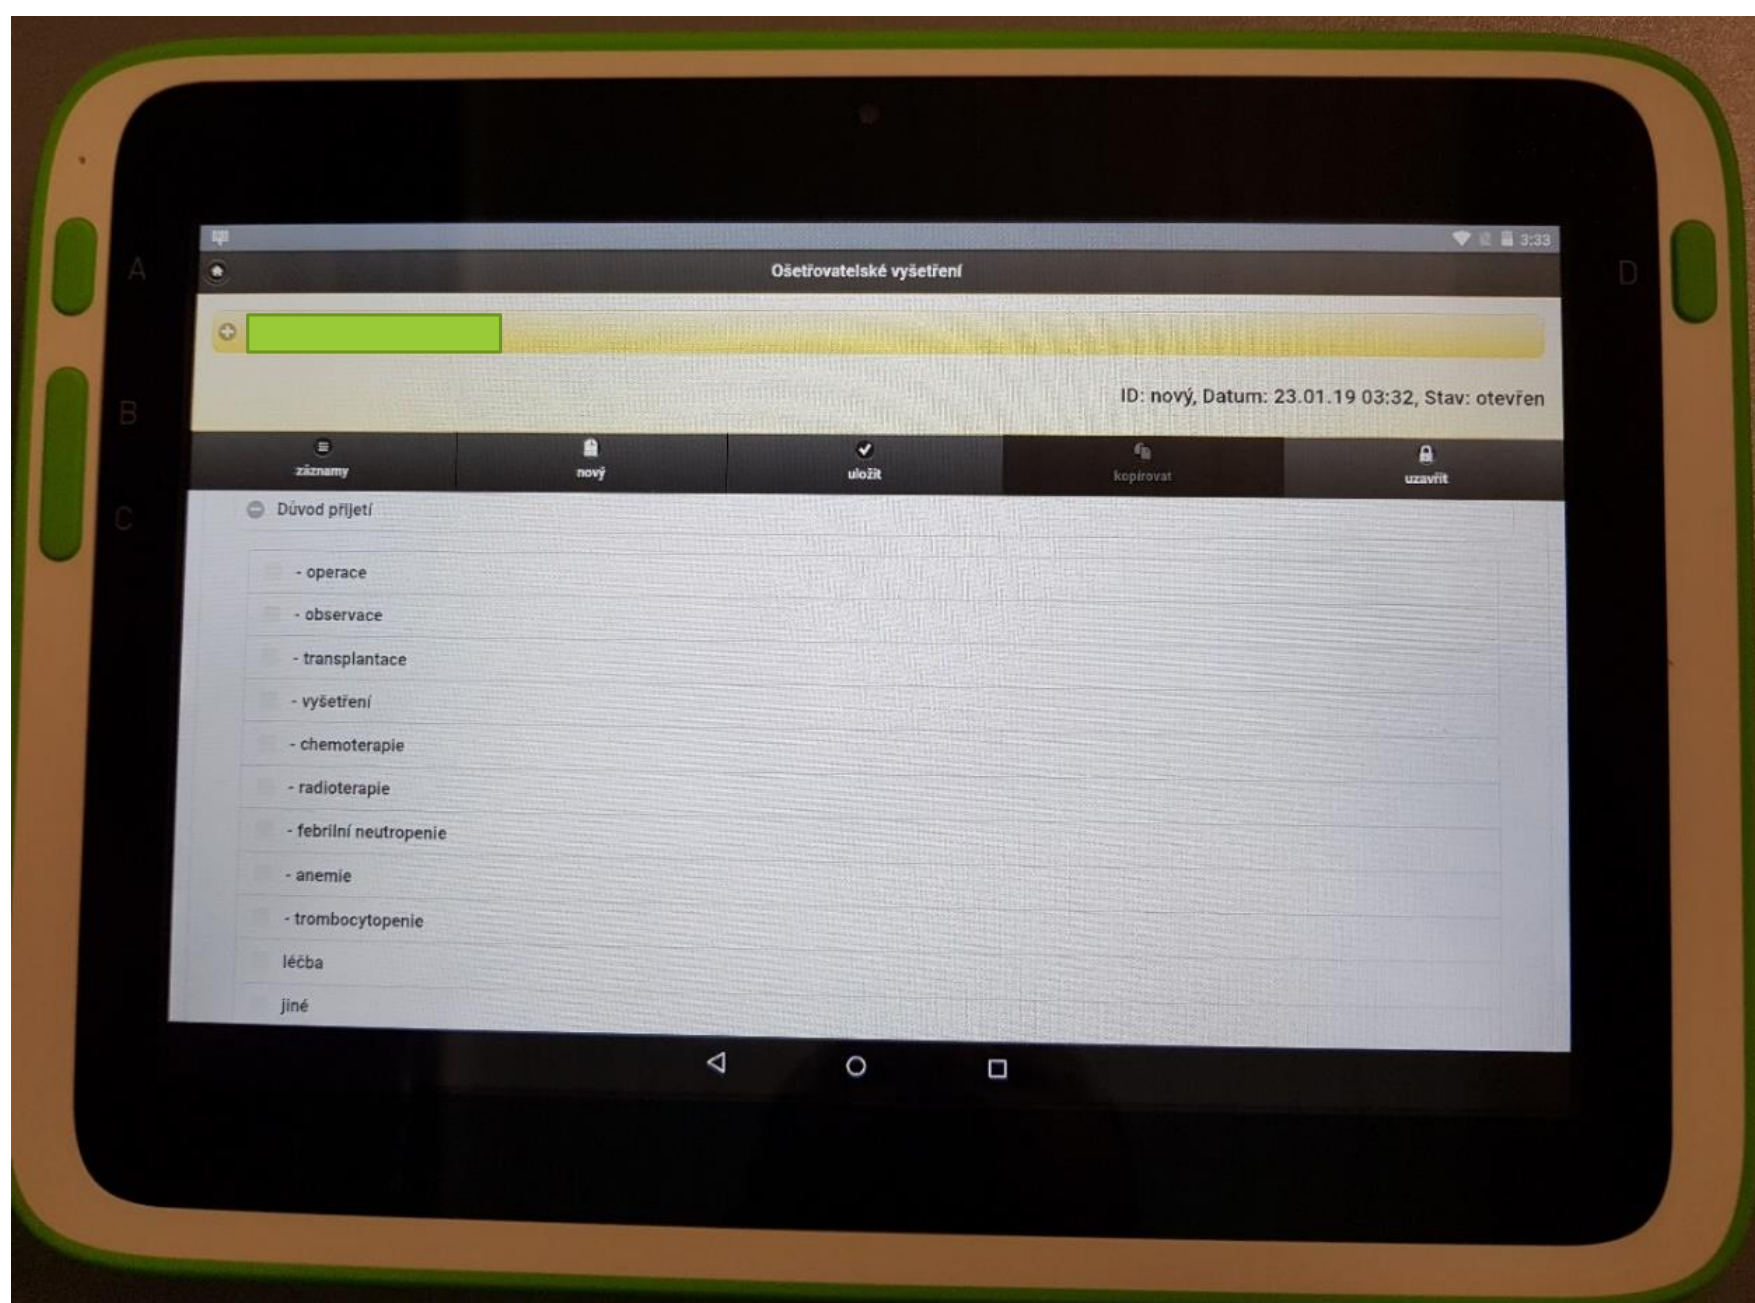 3:33
Ošetřovatelské vyšetření
ID: nový, Datum: 23.01.19 03:32, Stav: otevřen
záznamy nový uložit kopírovat uzavřít
Důvod přijetí
- operace
- observace
- transplantace
- vyšetření
- chemoterapie
- radioterapie
- febrilní neutropenie
- anemie
- trombocytopenie
léčba
jiné
A
B
C
D